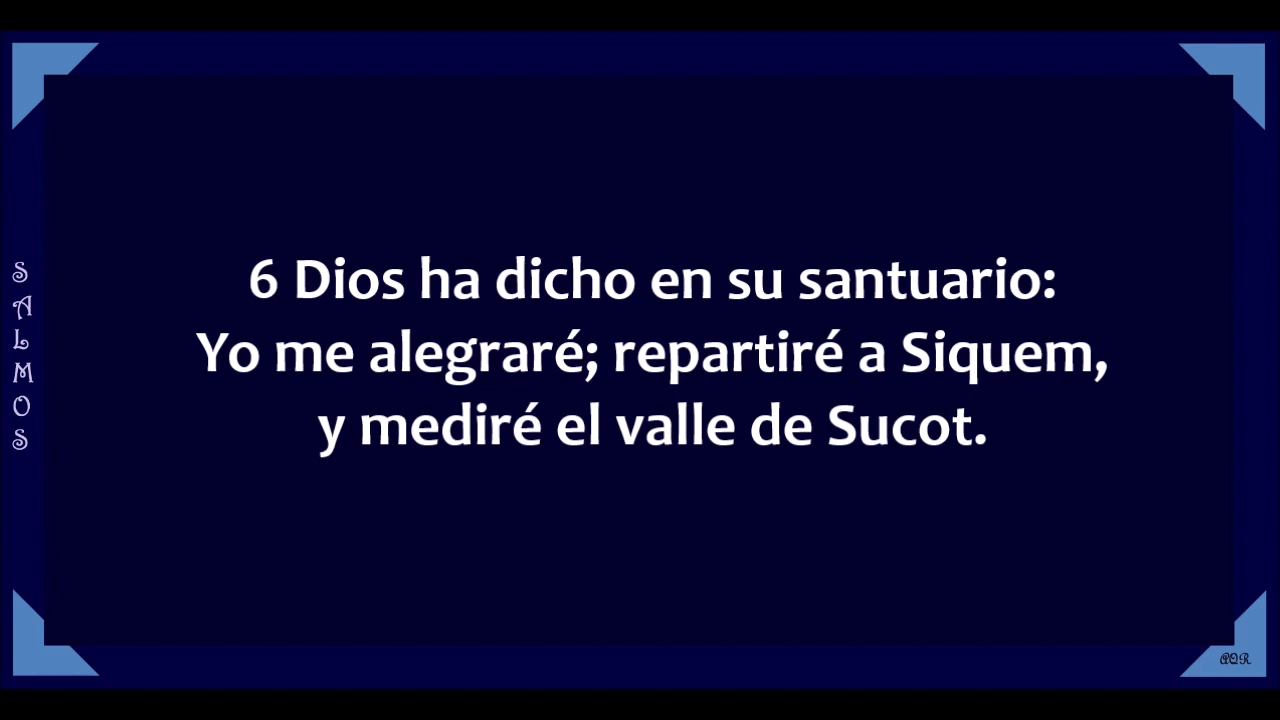 SALMOS
6 Dios ha dicho en su santuario:
Yo me alegraré; repartiré a Siquem,
y mediré el valle de Sucot.